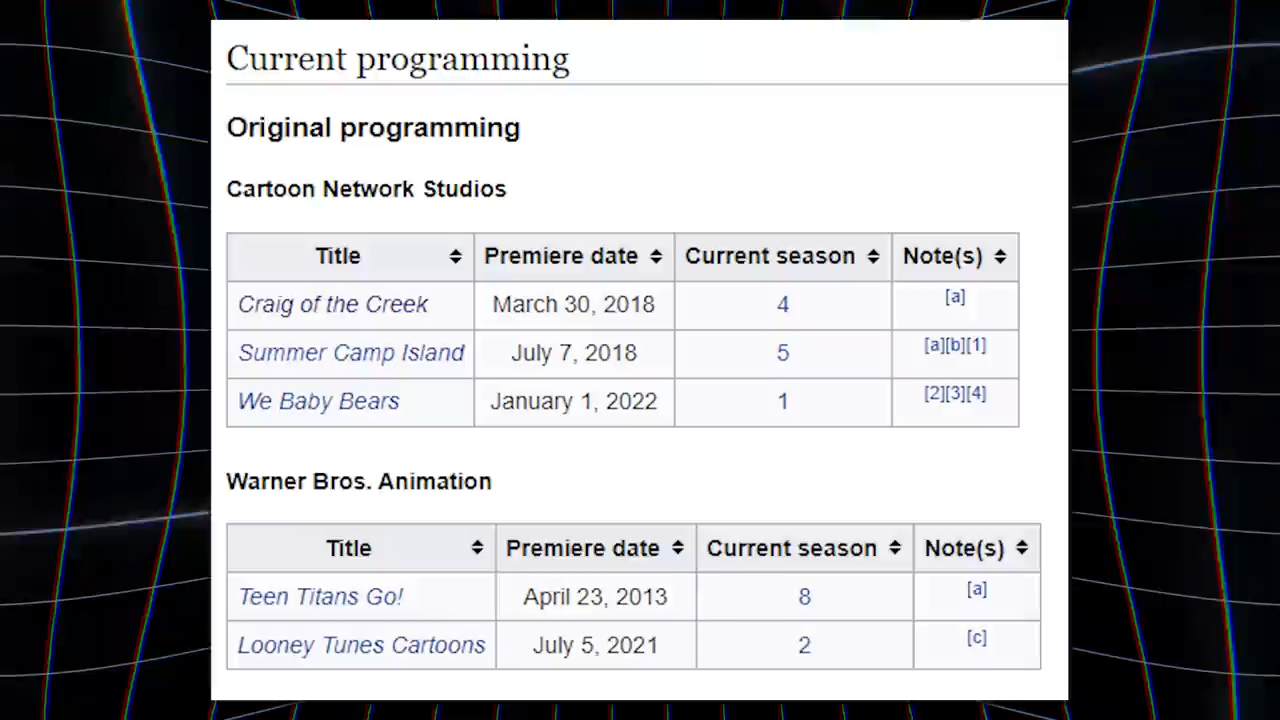 Current programming
Original programming
Cartoon Network Studios
Title Premiere date Current season Note(s)
Craig of the Creek March 30, 2018 4 [a]
Summer Camp Island July 7, 2018 5 [a][b][1]
We Baby Bears January 1, 2022 1 [2][3][4]
Warner Bros. Animation
Title Premiere date Current season Note(s)
Teen Titans Go! April 23, 2013 8 [a]
Looney Tunes Cartoons July 5, 2021 2 [c]